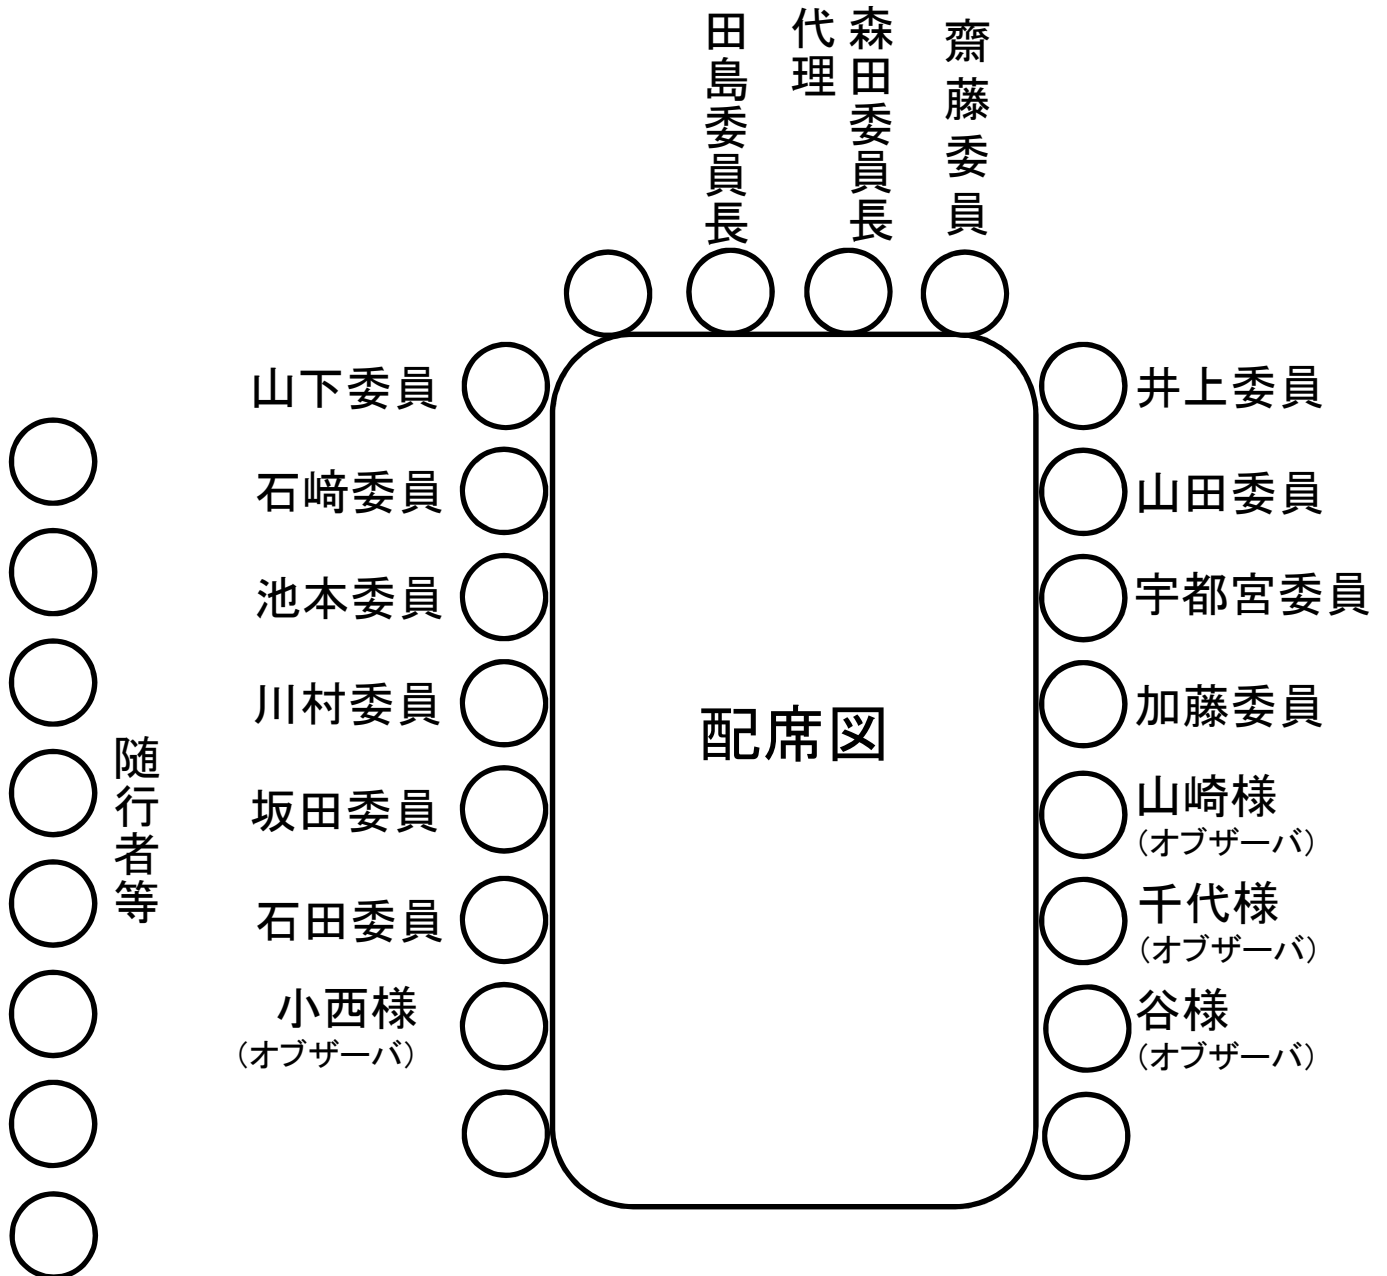 田島委員長
森田委員長
代理
齋藤委員
山下委員
石﨑委員
池本委員
川村委員
坂田委員
石田委員
小西様
（オブザーバ）
井上委員
山田委員
宇都宮委員
加藤委員
山崎様
（オブザーバ）
千代様
（オブザーバ）
谷様
（オブザーバ）
配席図
随行者等